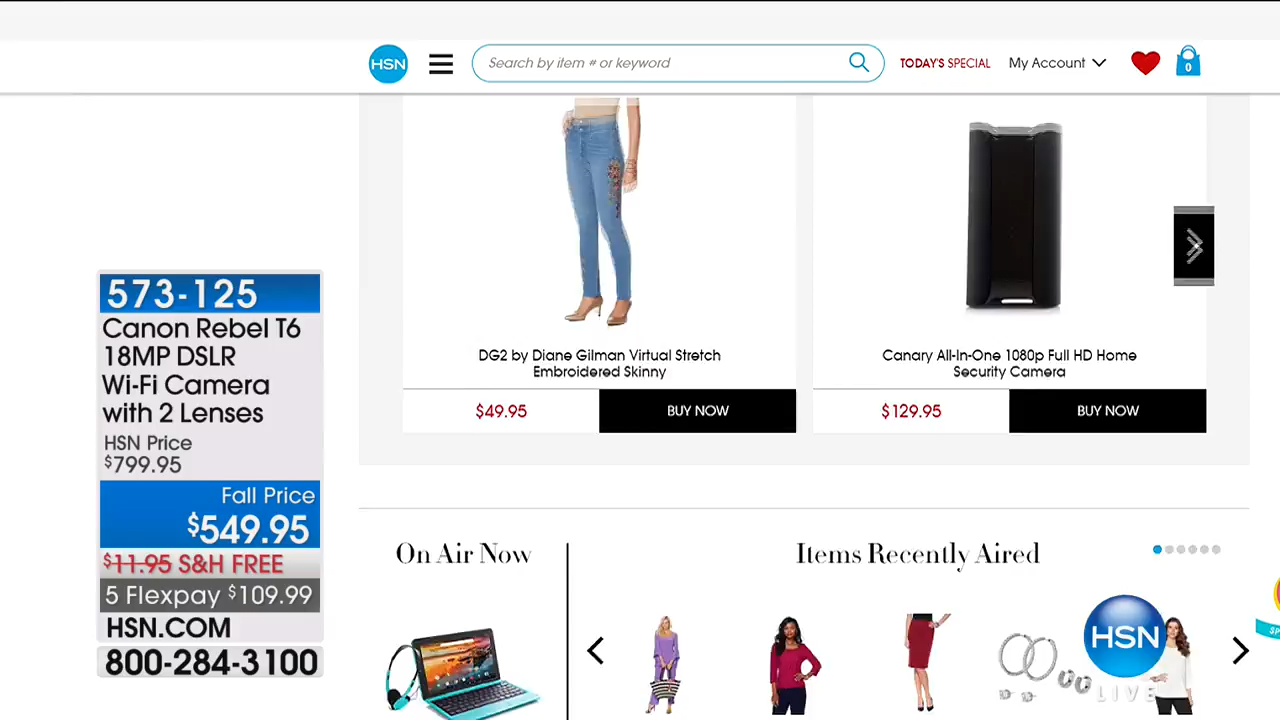 HSN
Search by item # or keyword
TODAY'S SPECIAL
My Account
0
573-125
Canon Rebel T6
18MP DSLR
Wi-Fi Camera
with 2 Lenses
HSN Price
$799.95
Fall Price
$549.95
$11.95 S&H FREE
5 Flexpay $109.99
HSN.COM
800-284-3100
DG2 by Diane Gilman Virtual Stretch
Embroidered Skinny
$49.95
BUY NOW
Canary All-In-One 1080p Full HD Home
Security Camera
$129.95
BUY NOW
On Air Now
Items Recently Aired
HSN
LIVE